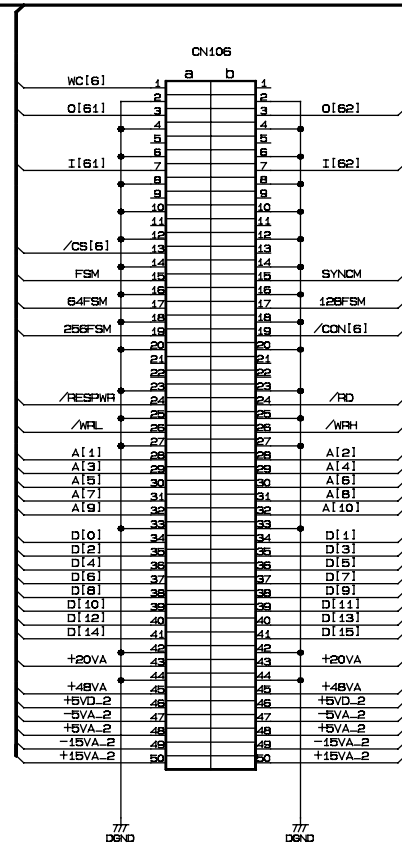 CN106
a b
WC[6] 1 1
2 2
O[61] 3 3 O[62]
4 4
5 5
6 6
I[61] 7 7 I[62]
8 8
9 9
10 10
11 11
12 12
/CS[6] 13 13
14 14
FSM 15 15 SYNCM
16 16
64FSM 17 17 128FSM
18 18
256FSM 19 19 /CON[6]
20 20
21 21
22 22
23 23
/RESPWR 24 24 /RD
25 25
/WRL 26 26 /WRH
27 27
A[1] 28 28 A[2]
A[3] 29 29 A[4]
A[5] 30 30 A[6]
A[7] 31 31 A[8]
A[9] 32 32 A[10]
33 33
D[0] 34 34 D[1]
D[2] 35 35 D[3]
D[4] 36 36 D[5]
D[6] 37 37 D[7]
D[8] 38 38 D[9]
D[10] 39 39 D[11]
D[12] 40 40 D[13]
D[14] 41 41 D[15]
42 42
+20VA 43 43 +20VA
44 44
+48VA 45 45 +48VA
+5VD_2 46 46 +5VD_2
-5VA_2 47 47 -5VA_2
+5VA_2 48 48 +5VA_2
-15VA_2 49 49 -15VA_2
+15VA_2 50 50 +15VA_2
DGND DGND